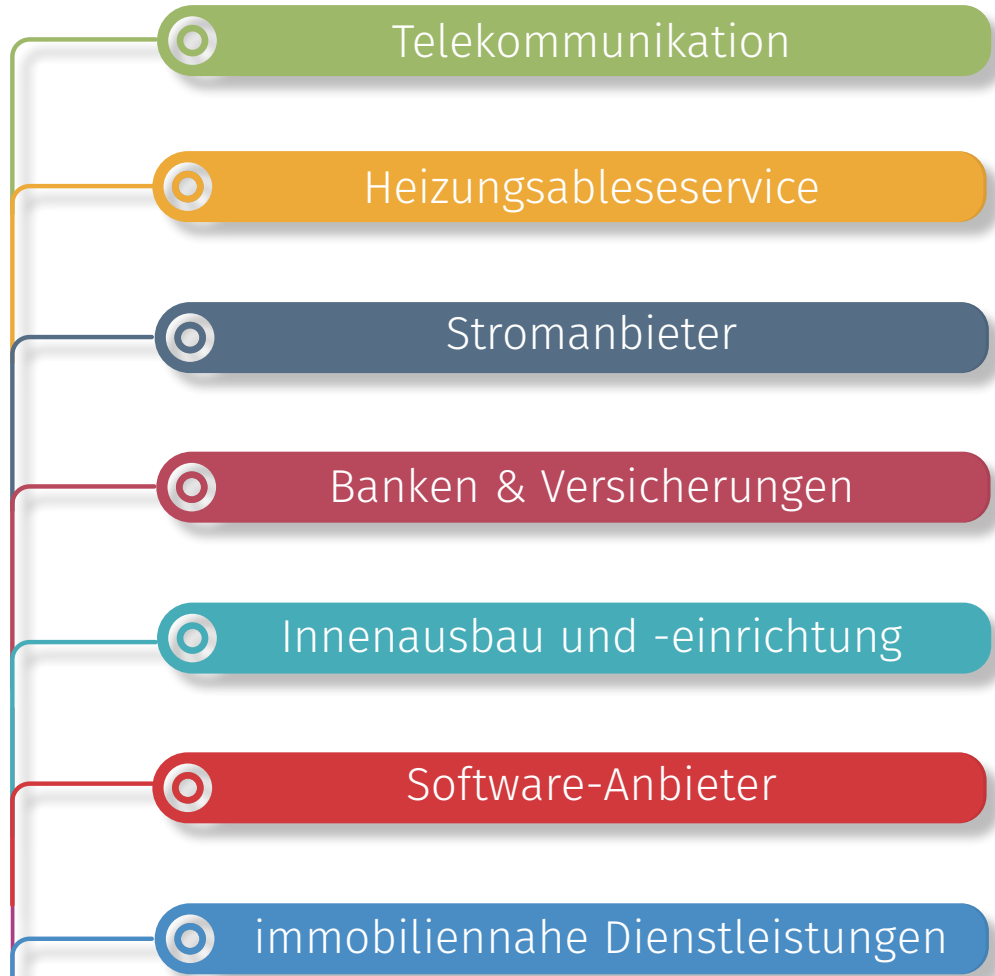 Telekommunikation
Heizungsableseservice
Stromanbieter
Banken & Versicherungen
Innenausbau und -einrichtung
Software-Anbieter
immobiliennahe Dienstleistungen